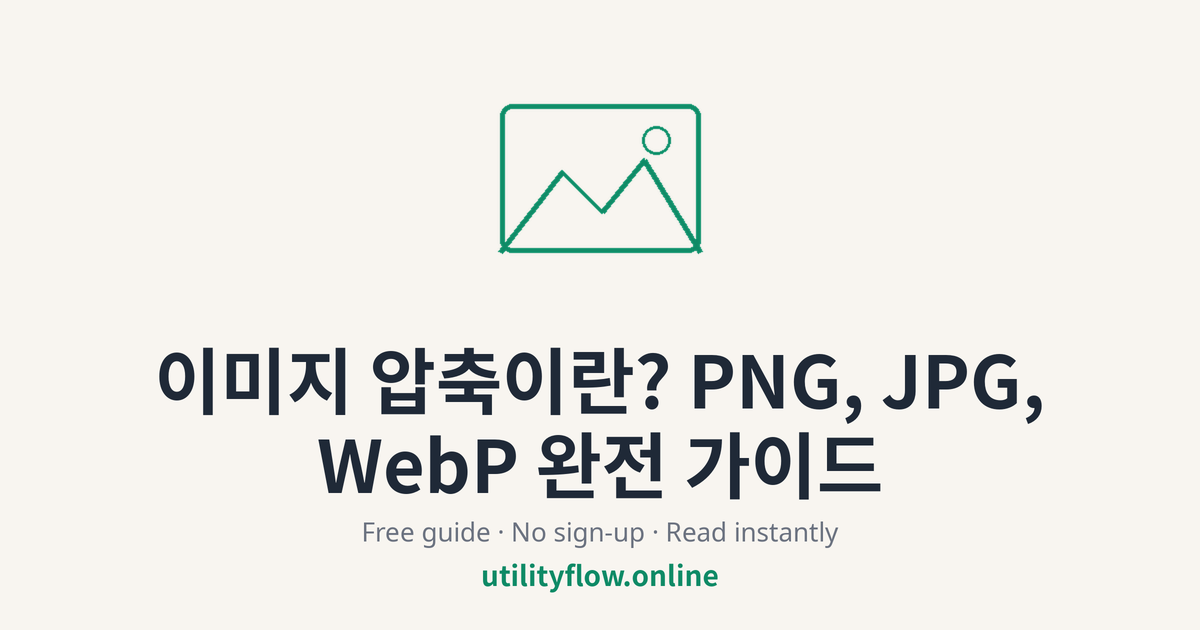 이미지 압축이란? PNG, JPG,
WebP 완전 가이드
Free guide · No sign-up · Read instantly
utilityflow.online